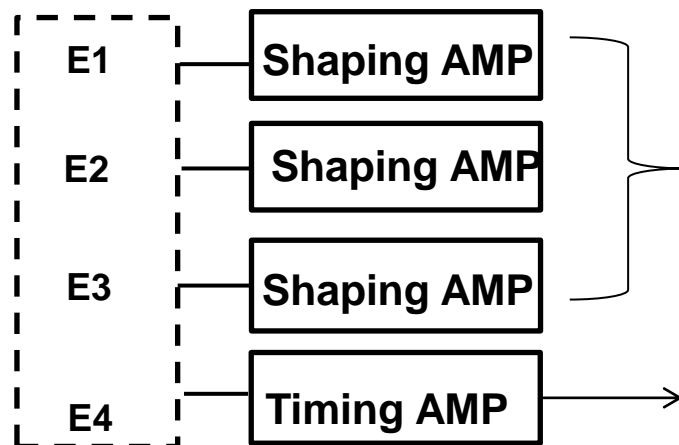 E1 Shaping AMP
E2 Shaping AMP
E3 Shaping AMP
E4 Timing AMP